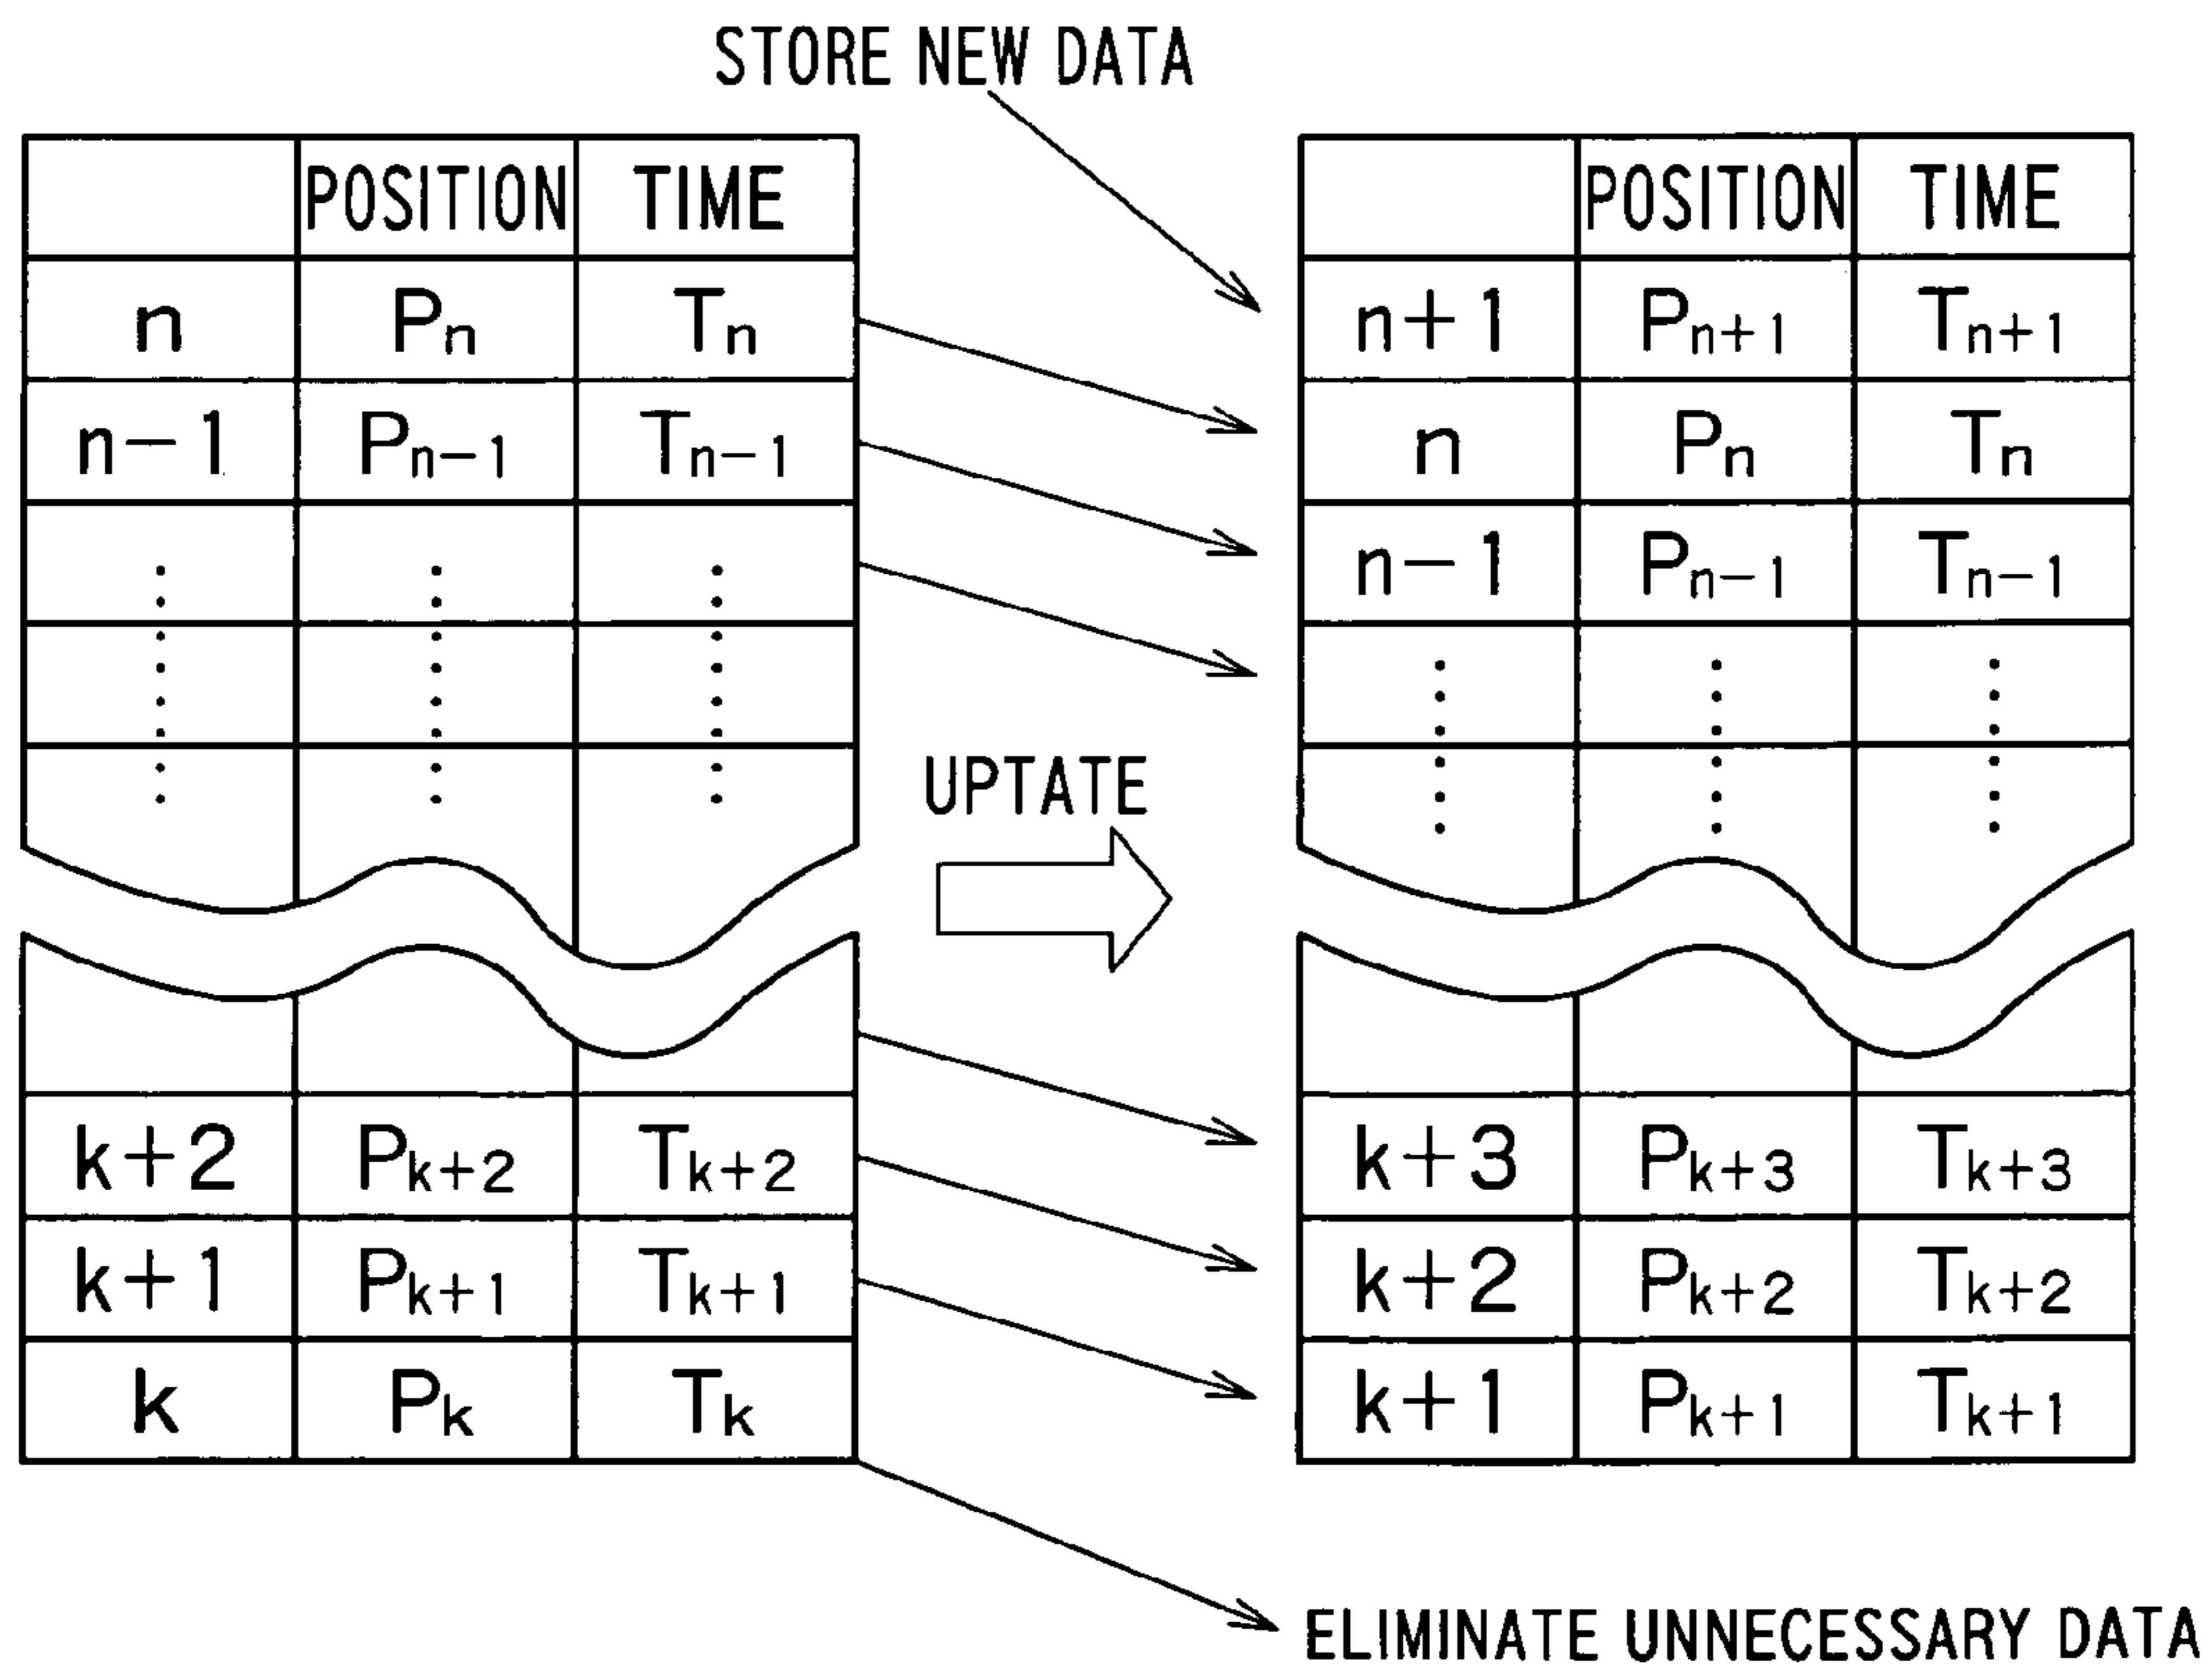 STORE NEW DATA
POSITION TIME
n Pn Tn
n-1 Pn-1 Tn-1
UPTATE
k+2 Pk+2 Tk+2
k+1 Pk+1 Tk+1
k Pk Tk
POSITION TIME
n+1 Pn+1 Tn+1
n Pn Tn
n-1 Pn-1 Tn-1
k+3 Pk+3 Tk+3
k+2 Pk+2 Tk+2
k+1 Pk+1 Tk+1
ELIMINATE UNNECESSARY DATA